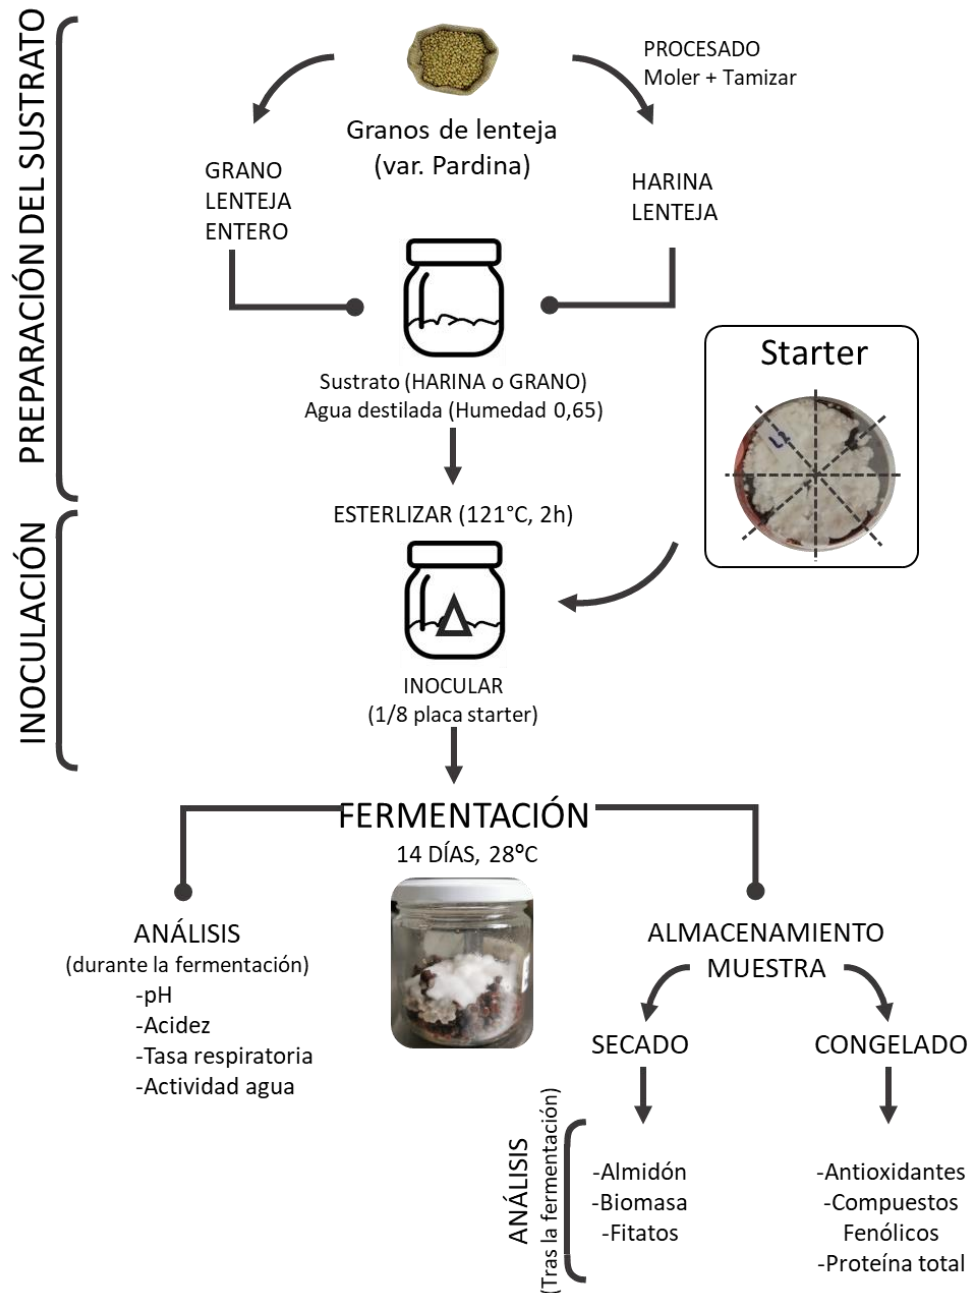 PREPARACIÓN DEL SUSTRATO
PROCESADO
Moler + Tamizar
Granos de lenteja
(var. Pardina)
GRANO
LENTEJA
ENTERO
HARINA
LENTEJA
Sustrato (HARINA o GRANO)
Agua destilada (Humedad 0,65)
Starter
INOCULACIÓN
ESTERLIZAR (121°C, 2h)
INOCULAR
(1/8 placa starter)
FERMENTACIÓN
14 DÍAS, 28ºC
ANÁLISIS
(durante la fermentación)
-pH
-Acidez
-Tasa respiratoria
-Actividad agua
ALMACENAMIENTO
MUESTRA
SECADO
CONGELADO
ANÁLISIS
(Tras la fermentación)
-Almidón
-Biomasa
-Fitatos
-Antioxidantes
-Compuestos
Fenólicos
-Proteína total